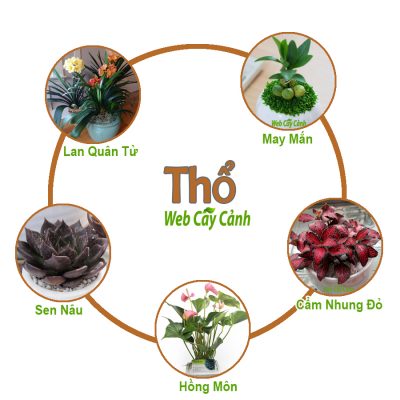 Web Cây Cảnh
Lan Quân Tử
May Mắn
Thổ
Web Cây Cảnh
Sen Nâu
Cẩm Nhung Đỏ
Hồng Môn